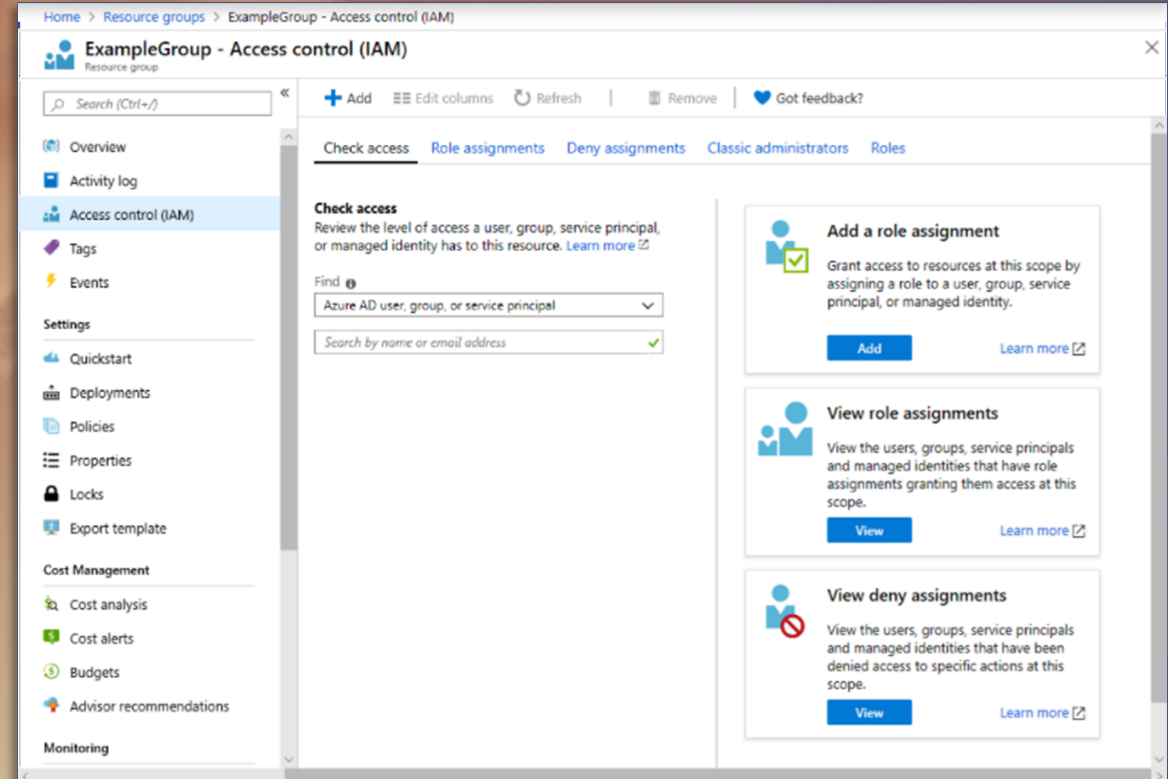 Home > Resource groups > ExampleGroup - Access control (IAM)
ExampleGroup - Access control (IAM)
Resource group
Search (Ctrl+/)
Overview
Activity log
Access control (IAM)
Tags
Events
Settings
Quickstart
Deployments
Policies
Properties
Locks
Export template
Cost Management
Cost analysis
Cost alerts
Budgets
Advisor recommendations
Monitoring
Add Edit columns Refresh | Remove | Got feedback?
Check access Role assignments Deny assignments Classic administrators Roles
Check access
Review the level of access a user, group, service principal,
or managed identity has to this resource. Learn more
Find
Azure AD user, group, or service principal
Search by name or email address
Add a role assignment
Grant access to resources at this scope by
assigning a role to a user, group, service
principal, or managed identity.
Add Learn more
View role assignments
View the users, groups, service principals
and managed identities that have role
assignments granting them access at this
scope.
View Learn more
View deny assignments
View the users, groups, service principals
and managed identities that have been
denied access to specific actions at this
scope.
View Learn more